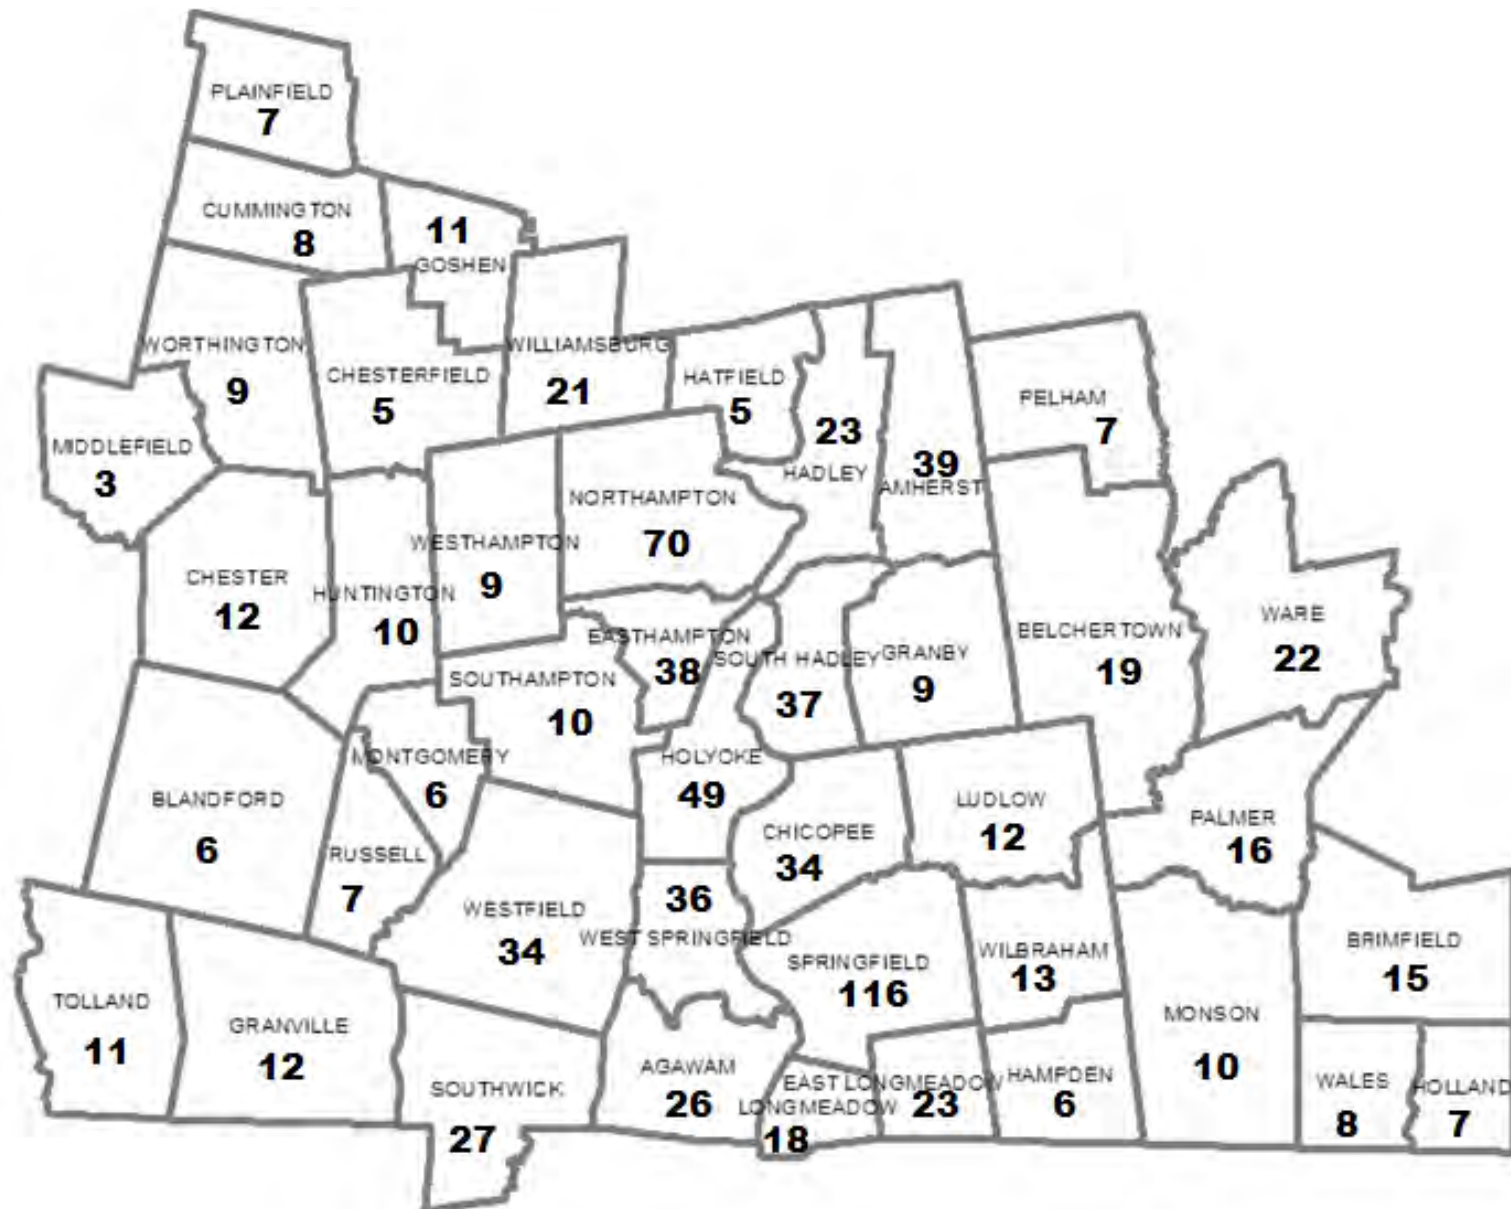 PLAINFIELD
7
CUMMINGTON
8
11
GOSHEN
WORTHINGTON
9
CHESTERFIELD
5
WILLIAMSBURG
21
HATFIELD
5
23
HADLEY
39
AMHERST
PELHAM
7
MIDDLEFIELD
3
CHESTER
12
HUNTINGTON
10
WESTHAMPTON
9
NORTHAMPTON
70
EASTHAMPTON
38
SOUTHAMPTON
10
SOUTH HADLEY
37
GRANBY
9
BELCHERTOWN
19
WARE
22
BLANDFORD
6
MONTGOMERY
6
RUSSELL
7
HOLYOKE
49
CHICOPEE
34
LUDLOW
12
PALMER
16
WESTFIELD
34
36
WEST SPRINGFIELD
SPRINGFIELD
116
WILBRAHAM
13
BRIMFIELD
15
TOLLAND
11
GRANVILLE
12
SOUTHWICK
27
AGAWAM
26
EAST LONGMEADOW
23
LONGMEADOW
18
HAMPDEN
6
MONSON
10
WALES
8
HOLLAND
7